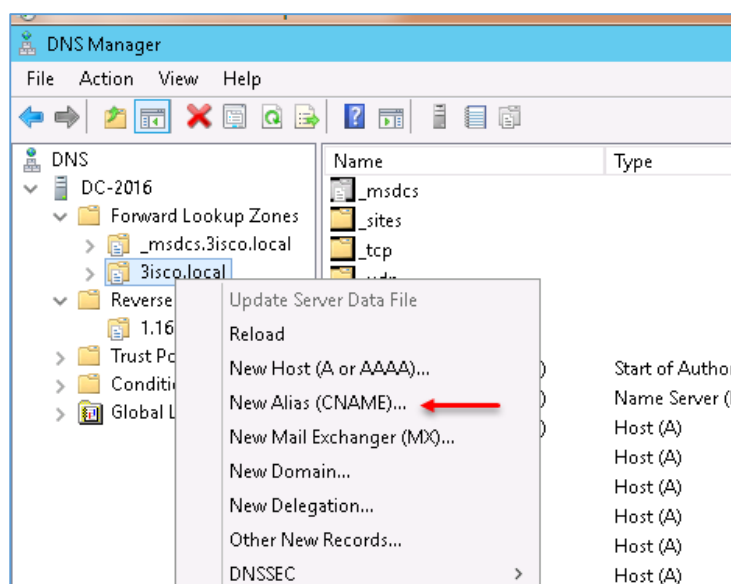 DNS Manager
File Action View Help
DNS
DC-2016
Forward Lookup Zones
_msdcs.3isco.local
3isco.local
Reverse
1.16
Trust
Global
Name Type
_msdcs
_sites
_tcp
Start of
Name Server
Host (A)
Host (A)
Host (A)
Host (A)
Host (A)
Host (A)
Update Server Data File
Reload
New Host (A or AAAA)...
New Alias (CNAME)...
New Mail Exchanger (MX)...
New Domain...
New Delegation...
Other New Records...
DNSSEC